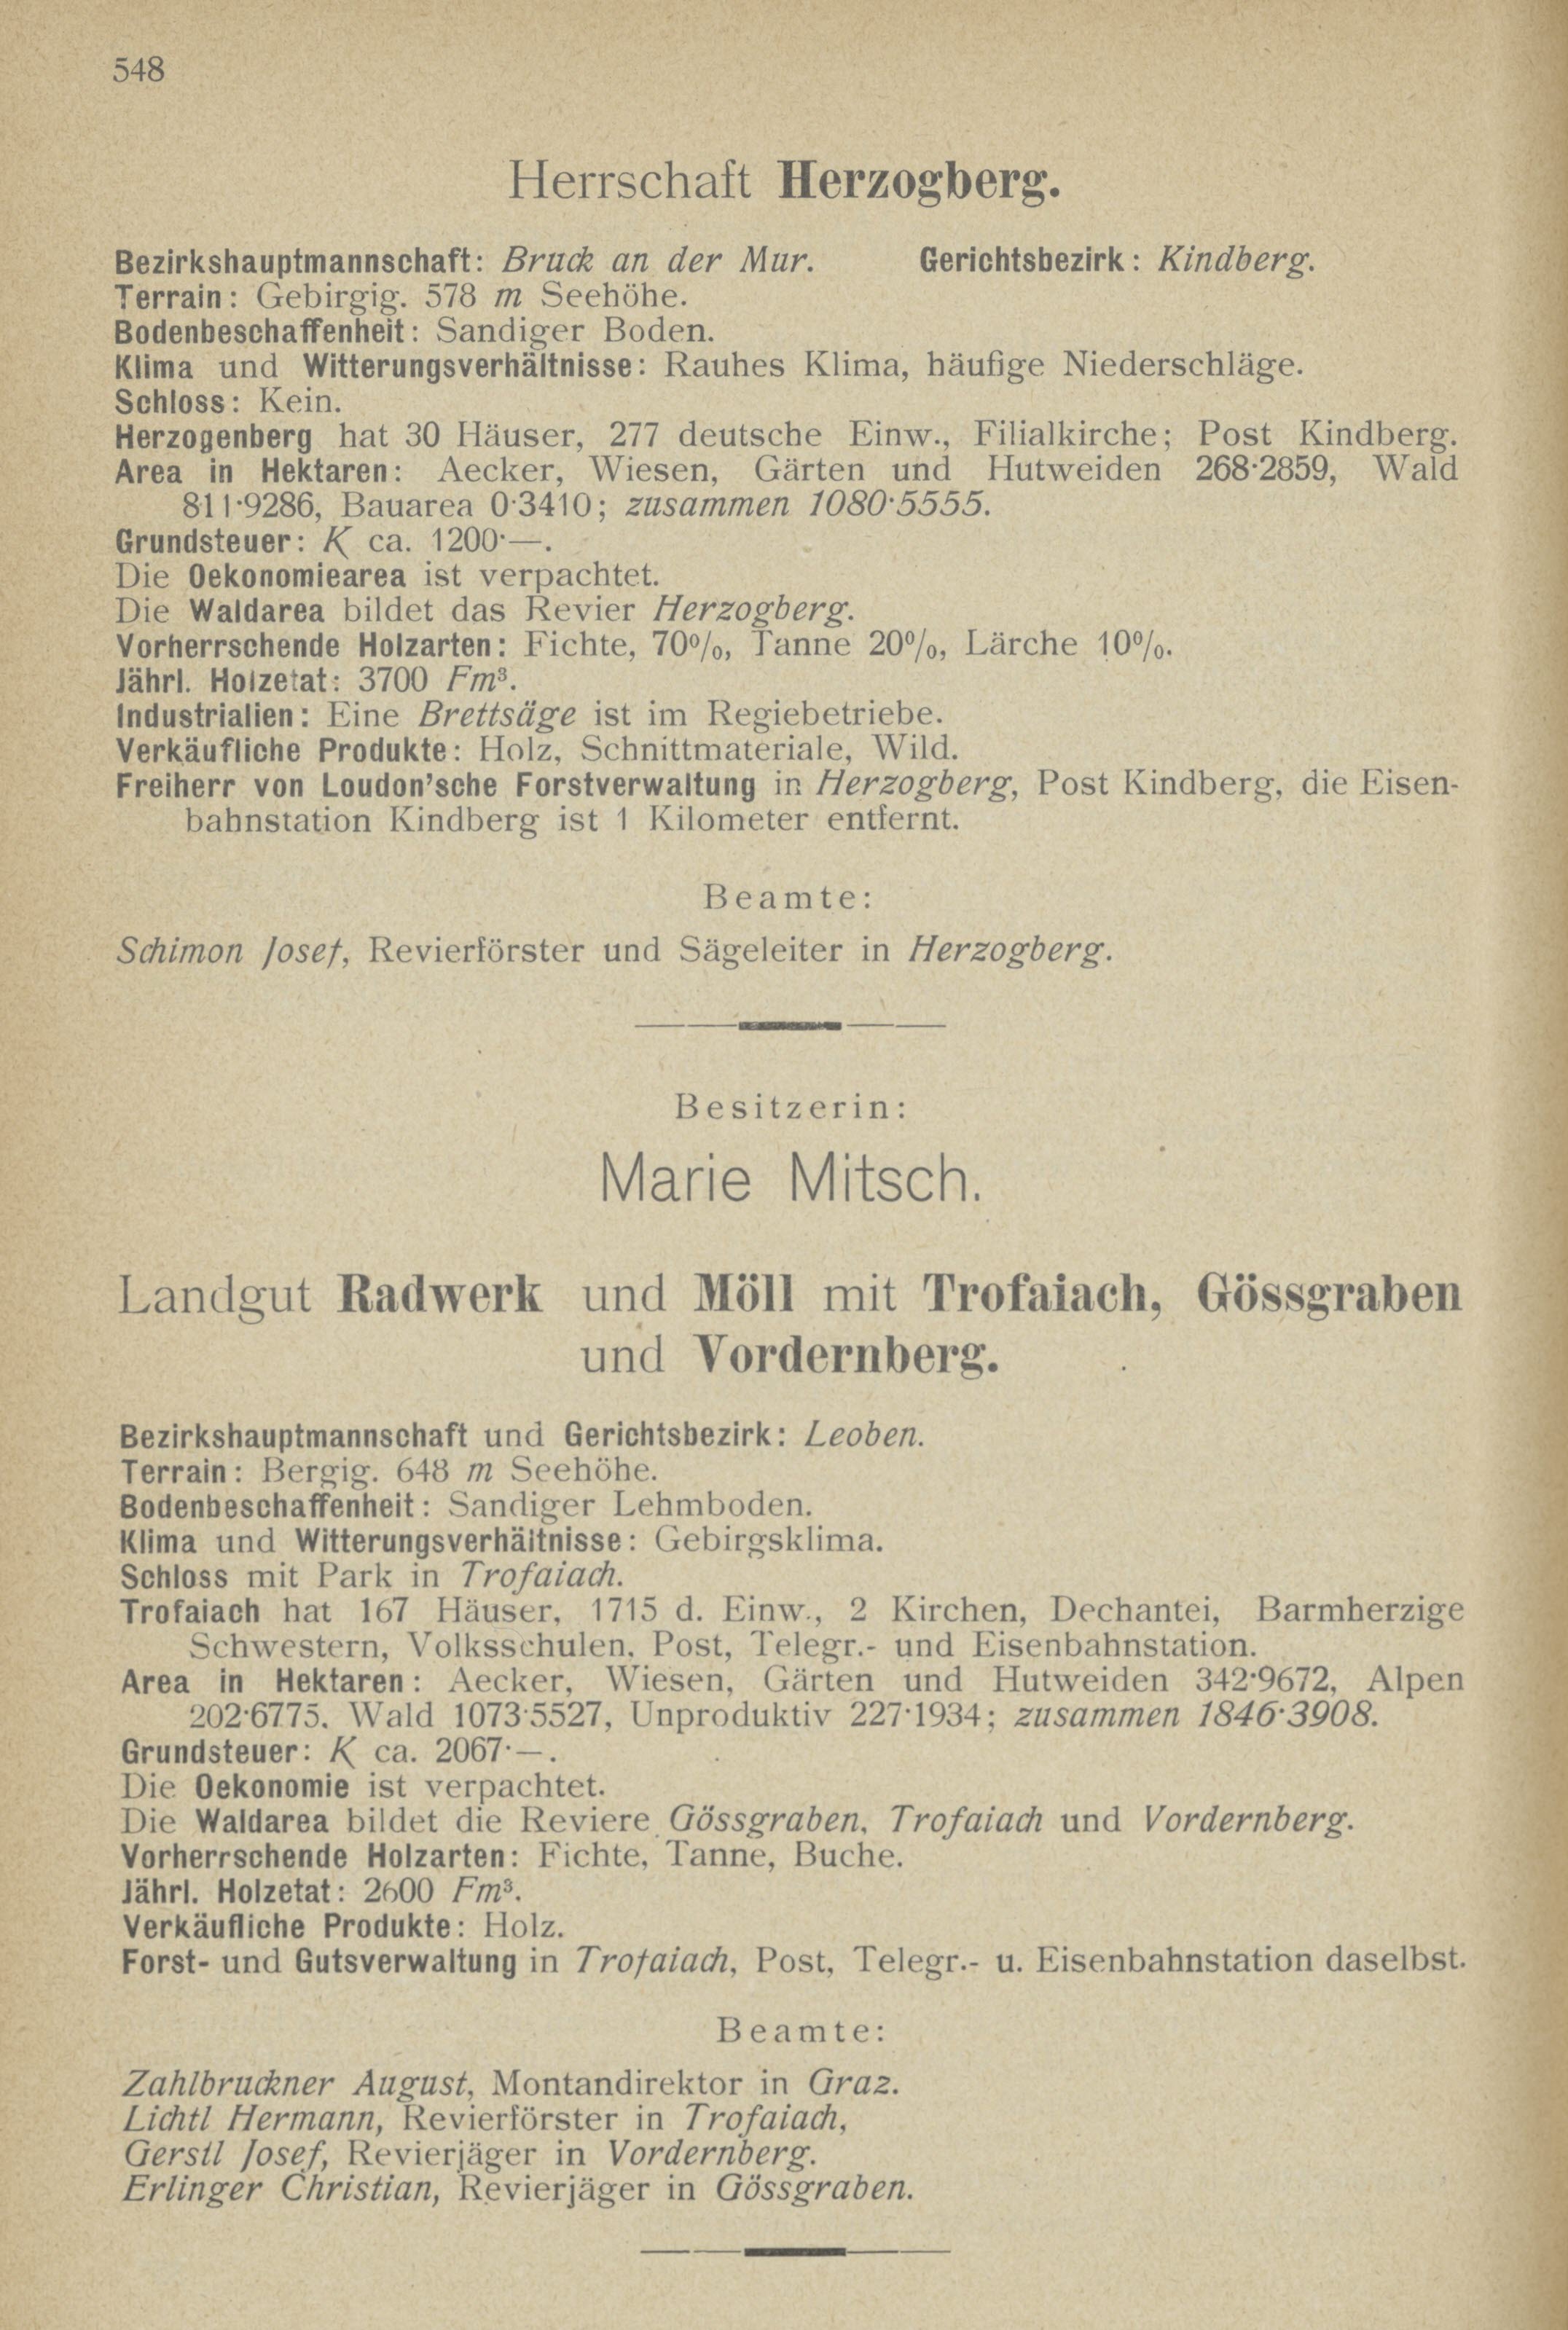 548
Herrschaft Herzogberg.
Bezirkshauptmannschaft: Bruck an der Mur. Gerichtsbezirk: Kindberg.
Terrain: Gebirgig. 578 m Seehöhe.
Bodenbeschaffenheit: Sandiger Boden.
Klima und Witterungsverhältnisse: Rauhes Klima, häufige Niederschläge.
Schloss: Kein.
Herzogenberg hat 30 Häuser, 277 deutsche Einw., Filialkirche; Post Kindberg.
Area in Hektaren: Aecker, Wiesen, Gärten und Hutweiden 268·2859, Wald
811·9286, Bauarea 0·3410; zusammen 1080·5555.
Grundsteuer: K ca. 1200·—.
Die Oekonomiearea ist verpachtet.
Die Waldarea bildet das Revier Herzogberg.
Vorherrschende Holzarten: Fichte, 70%, Tanne 20%, Lärche 10%.
Jährl. Holzetat: 3700 Fm³.
Industrialien: Eine Brettsäge ist im Regiebetriebe.
Verkäufliche Produkte: Holz, Schnittmateriale, Wild.
Freiherr von Loudon'sche Forstverwaltung in Herzogberg, Post Kindberg, die Eisen-
bahnstation Kindberg ist 1 Kilometer entfernt.
Beamte:
Schimon Josef, Revierförster und Sägeleiter in Herzogberg.
Besitzerin:
Marie Mitsch.
Landgut Radwerk und Möll mit Trofaiach, Gössgraben
und Vordernberg.
Bezirkshauptmannschaft und Gerichtsbezirk: Leoben.
Terrain: Bergig. 648 m Seehöhe.
Bodenbeschaffenheit: Sandiger Lehmboden.
Klima und Witterungsverhältnisse: Gebirgsklima.
Schloss mit Park in Trofaiach.
Trofaiach hat 167 Häuser, 1715 d. Einw., 2 Kirchen, Dechantei, Barmherzige
Schwestern, Volksschulen, Post, Telegr.- und Eisenbahnstation.
Area in Hektaren: Aecker, Wiesen, Gärten und Hutweiden 342·9672, Alpen
202·6775, Wald 1073·5527, Unproduktiv 227·1934; zusammen 1846·3908.
Grundsteuer: K ca. 2067·—.
Die Oekonomie ist verpachtet.
Die Waldarea bildet die Reviere Gössgraben, Trofaiach und Vordernberg.
Vorherrschende Holzarten: Fichte, Tanne, Buche.
Jährl. Holzetat: 2600 Fm³.
Verkäufliche Produkte: Holz.
Forst- und Gutsverwaltung in Trofaiach, Post, Telegr.- u. Eisenbahnstation daselbst.
Beamte:
Zahlbruckner August, Montandirektor in Graz.
Lichtl Hermann, Revierförster in Trofaiach,
Gerstl Josef, Revierjäger in Vordernberg.
Erlinger Christian, Revierjäger in Gössgraben.